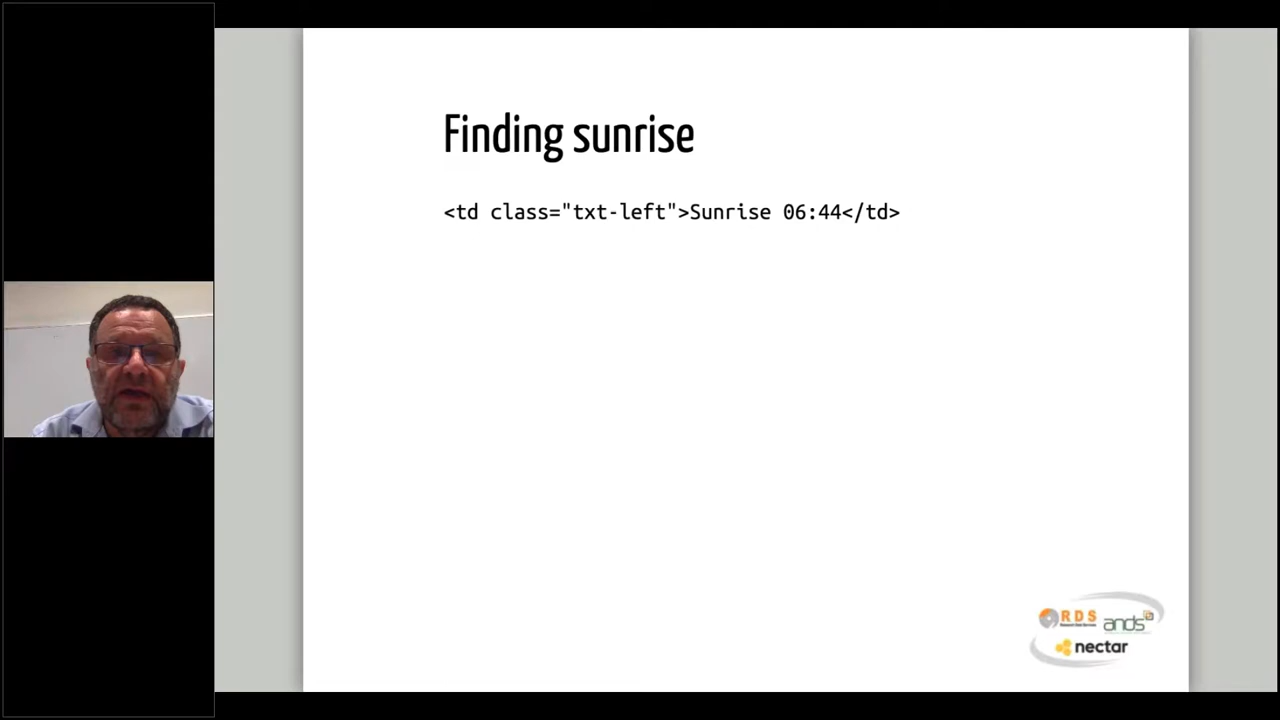 Finding sunrise
<td class="txt-left">Sunrise 06:44</td>
RDS
ands
nectar